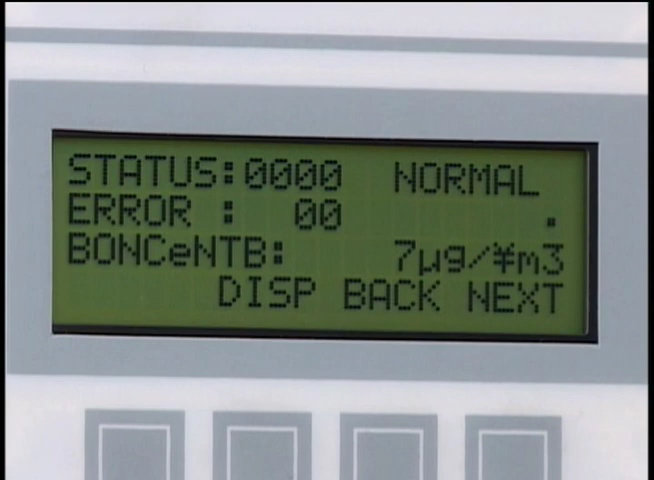 STATUS:0000 NORMAL
ERROR : 00 .
BONCeNTB: 7µg/¥m3
DISP BACK NEXT